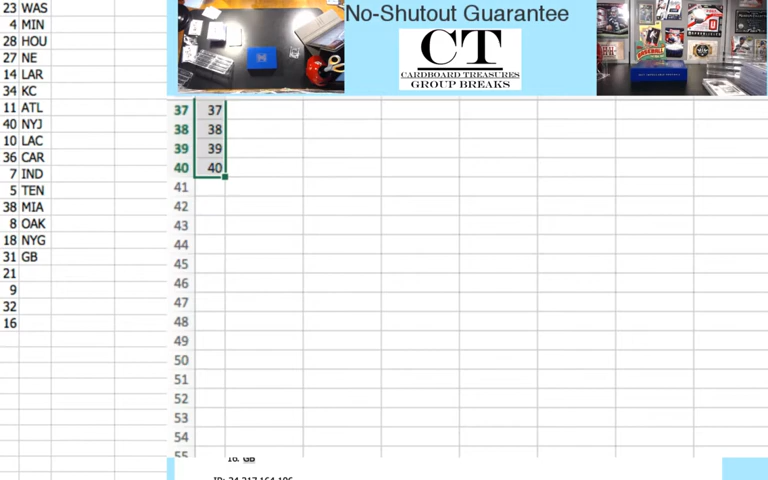 No-Shutout Guarantee
CT
CARDBOARD TREASURES
GROUP BREAKS
23 WAS
4 MIN
28 HOU
27 NE
14 LAR
34 KC
11 ATL
40 NYJ
10 LAC
36 CAR
7 IND
5 TEN
38 MIA
8 OAK
18 NYG
31 GB
21
9
32
16
37 37
38 38
39 39
40 40
41
42
43
44
45
46
47
48
49
50
51
52
53
54
55
16. GB